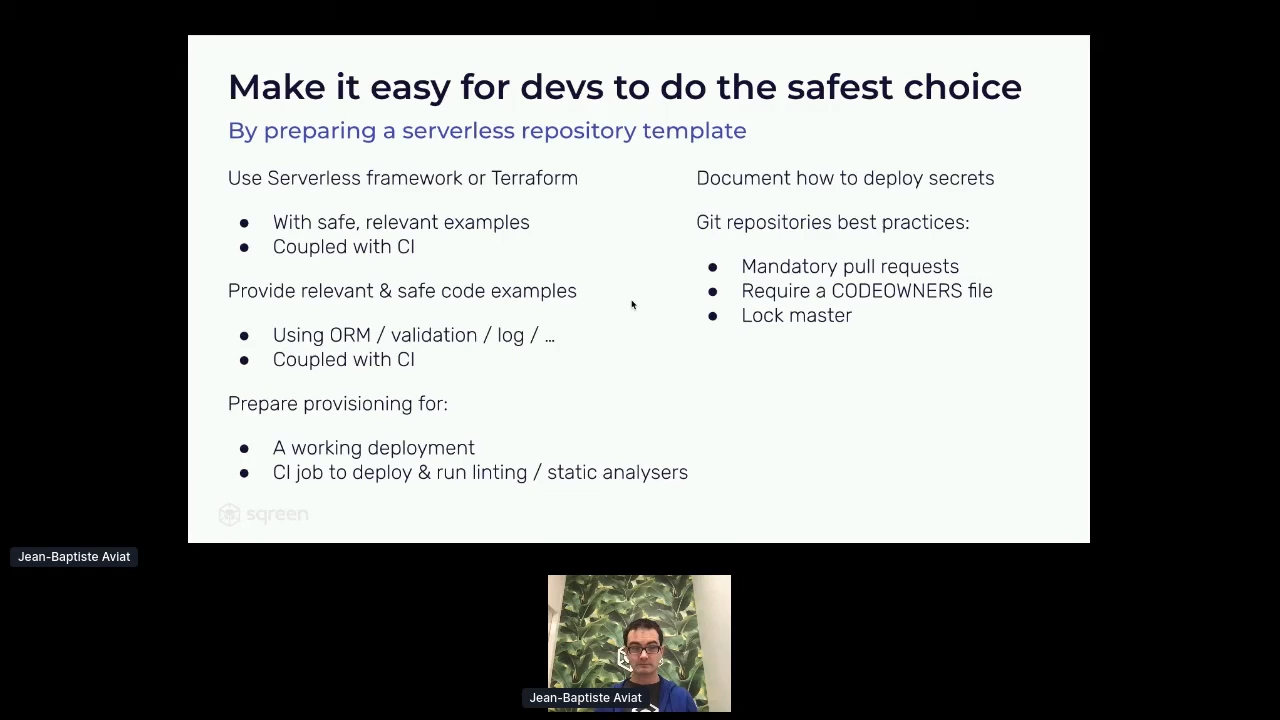 Make it easy for devs to do the safest choice
By preparing a serverless repository template
Use Serverless framework or Terraform
● With safe, relevant examples
● Coupled with CI
Provide relevant & safe code examples
● Using ORM / validation / log / ...
● Coupled with CI
Prepare provisioning for:
● A working deployment
● CI job to deploy & run linting / static analysers
Document how to deploy secrets
Git repositories best practices:
● Mandatory pull requests
● Require a CODEOWNERS file
● Lock master
sqreen
Jean-Baptiste Aviat
Jean-Baptiste Aviat